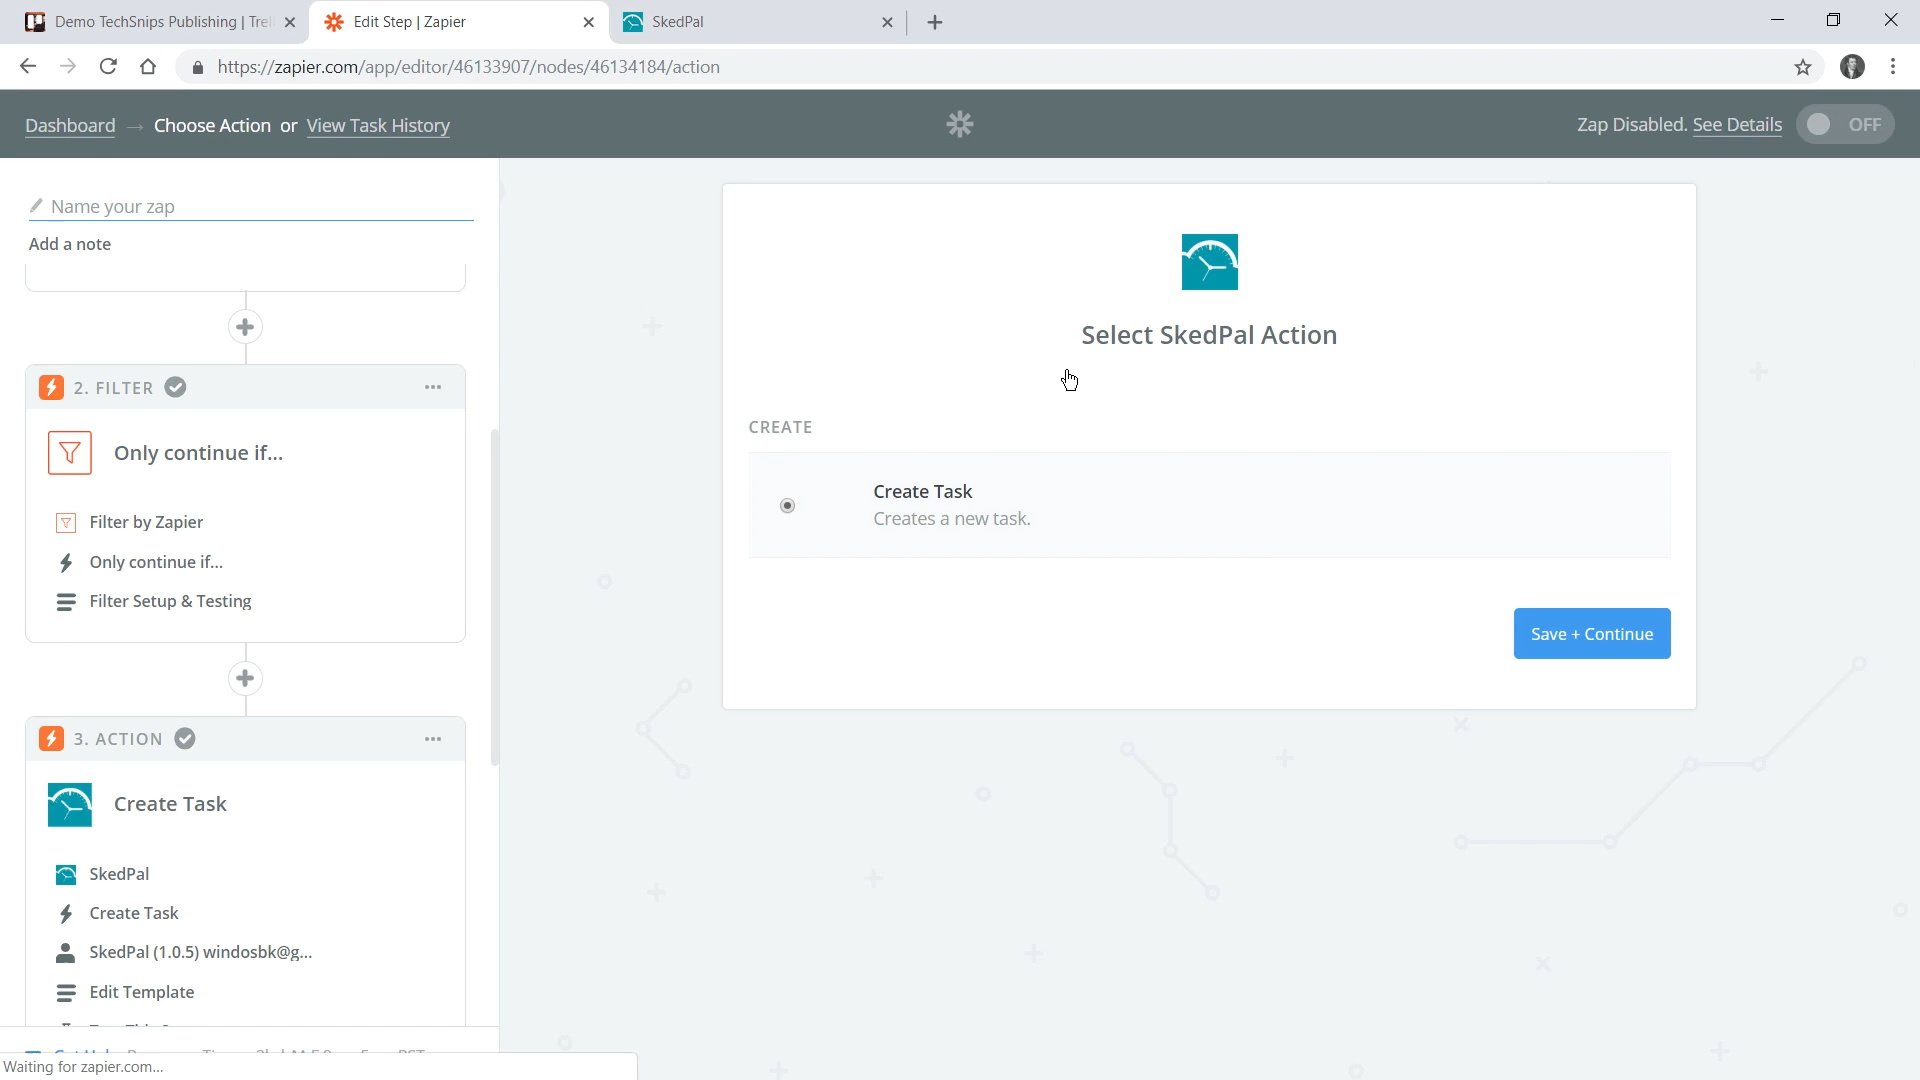 Demo TechSnips Publishing | Trel
Edit Step | Zapier
SkedPal
https://zapier.com/app/editor/46133907/nodes/46134184/action
Dashboard → Choose Action or View Task History
Zap Disabled. See Details OFF
Name your zap
Add a note
2. FILTER
Only continue if...
Filter by Zapier
Only continue if...
Filter Setup & Testing
3. ACTION
Create Task
SkedPal
Create Task
SkedPal (1.0.5) windosbk@g...
Edit Template
Select SkedPal Action
CREATE
Create Task
Creates a new task.
Save + Continue
Waiting for zapier.com...